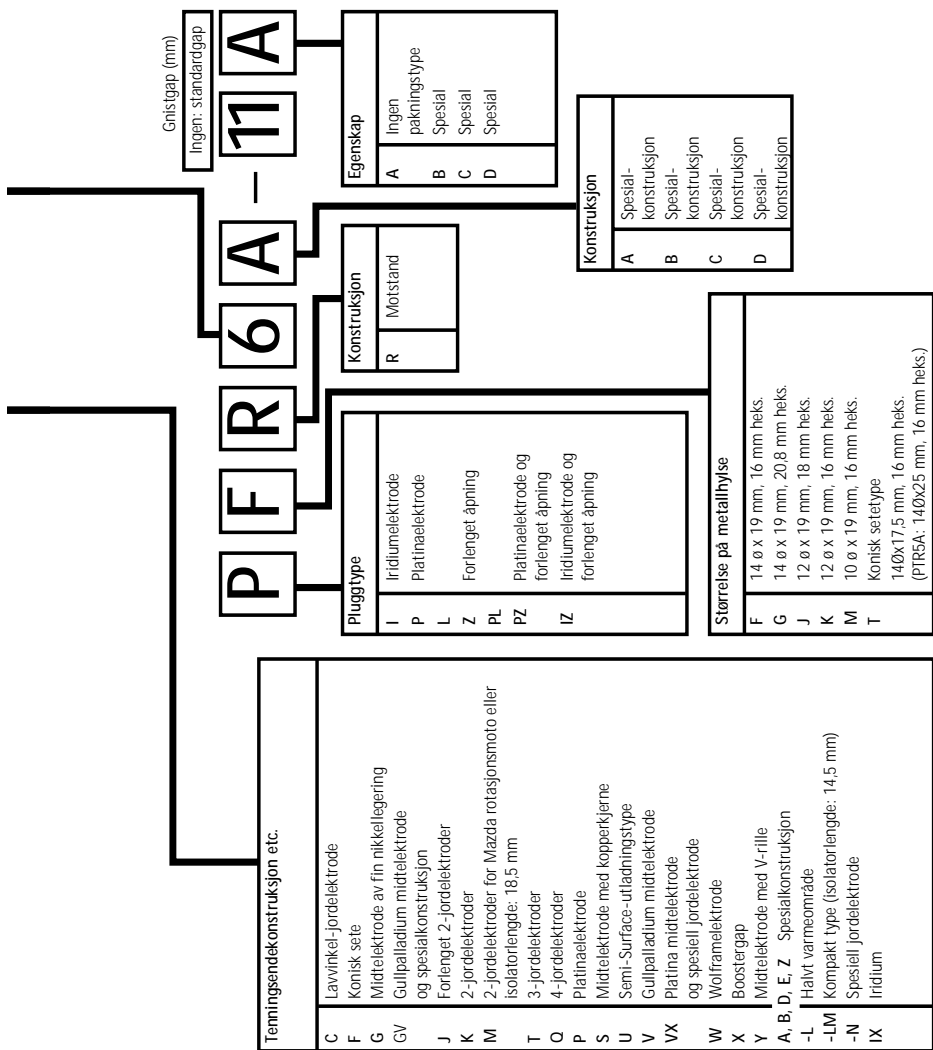 Gnistgap (mm)
Ingen: standardgap
P F R 6 A – 11 A
Tenningsendekonstruksjon etc.
C Lavvinkel-jordelektrode
F Konisk sete
G Midtelektrode av fin nikkellegering
GV Gullpalladium midtelektrode
og spesialkonstruksjon
J Forlenget 2-jordelektroder
K 2-jordelektroder
M 2-jordelektroder for Mazda rotasjonsmoto eller
isolatorlengde: 18,5 mm
T 3-jordelektroder
Q 4-jordelektroder
P Platinaelektrode
S Midtelektrode med kopperkjerne
U Semi-Surface-utladningstype
V Gullpalladium midtelektrode
VX Platina midtelektrode
og spesiell jordelektrode
W Wolframelektrode
X Boostergap
Y Midtelektrode med V-rille
A, B, D, E, Z Spesialkonstruksjon
-L Halvt varmeområde
-LM Kompakt type (isolatorlengde: 14,5 mm)
-N Spesiell jordelektrode
IX Iridium
Pluggtype
I Iridiumelektrode
P Platinaelektrode
L
Z Forlenget åpning
PL
PZ Platinaelektrode og
forlenget åpning
IZ Iridiumelektrode og
forlenget åpning
Konstruksjon
R Motstand
Egenskap
A Ingen
pakningstype
B Spesial
C Spesial
D Spesial
Størrelse på metallhylse
F 14 ø x 19 mm, 16 mm heks.
G 14 ø x 19 mm, 20,8 mm heks.
J 12 ø x 19 mm, 18 mm heks.
K 12 ø x 19 mm, 16 mm heks.
M 10 ø x 19 mm, 16 mm heks.
T Konisk setetype
14Øx17,5 mm, 16 mm heks.
(PTR5A: 14Øx25 mm, 16 mm heks.)
Konstruksjon
A Spesial-
konstruksjon
B Spesial-
konstruksjon
C Spesial-
konstruksjon
D Spesial-
konstruksjon